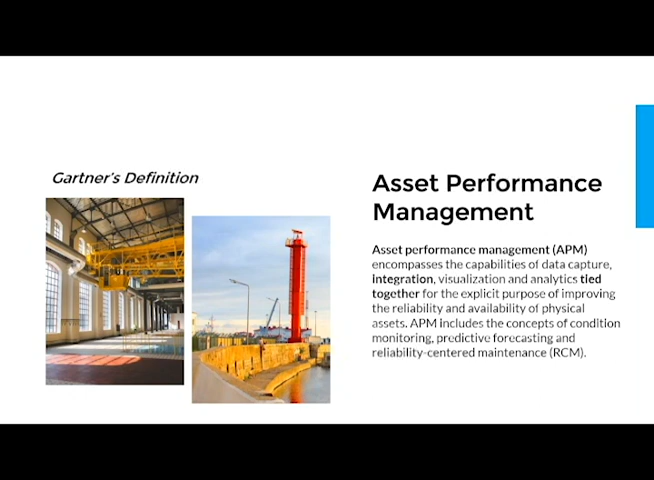 Gartner's Definition
Asset Performance
Management
Asset performance management (APM)
encompasses the capabilities of data capture,
integration, visualization and analytics tied
together for the explicit purpose of improving
the reliability and availability of physical
assets. APM includes the concepts of condition
monitoring, predictive forecasting and
reliability-centered maintenance (RCM).